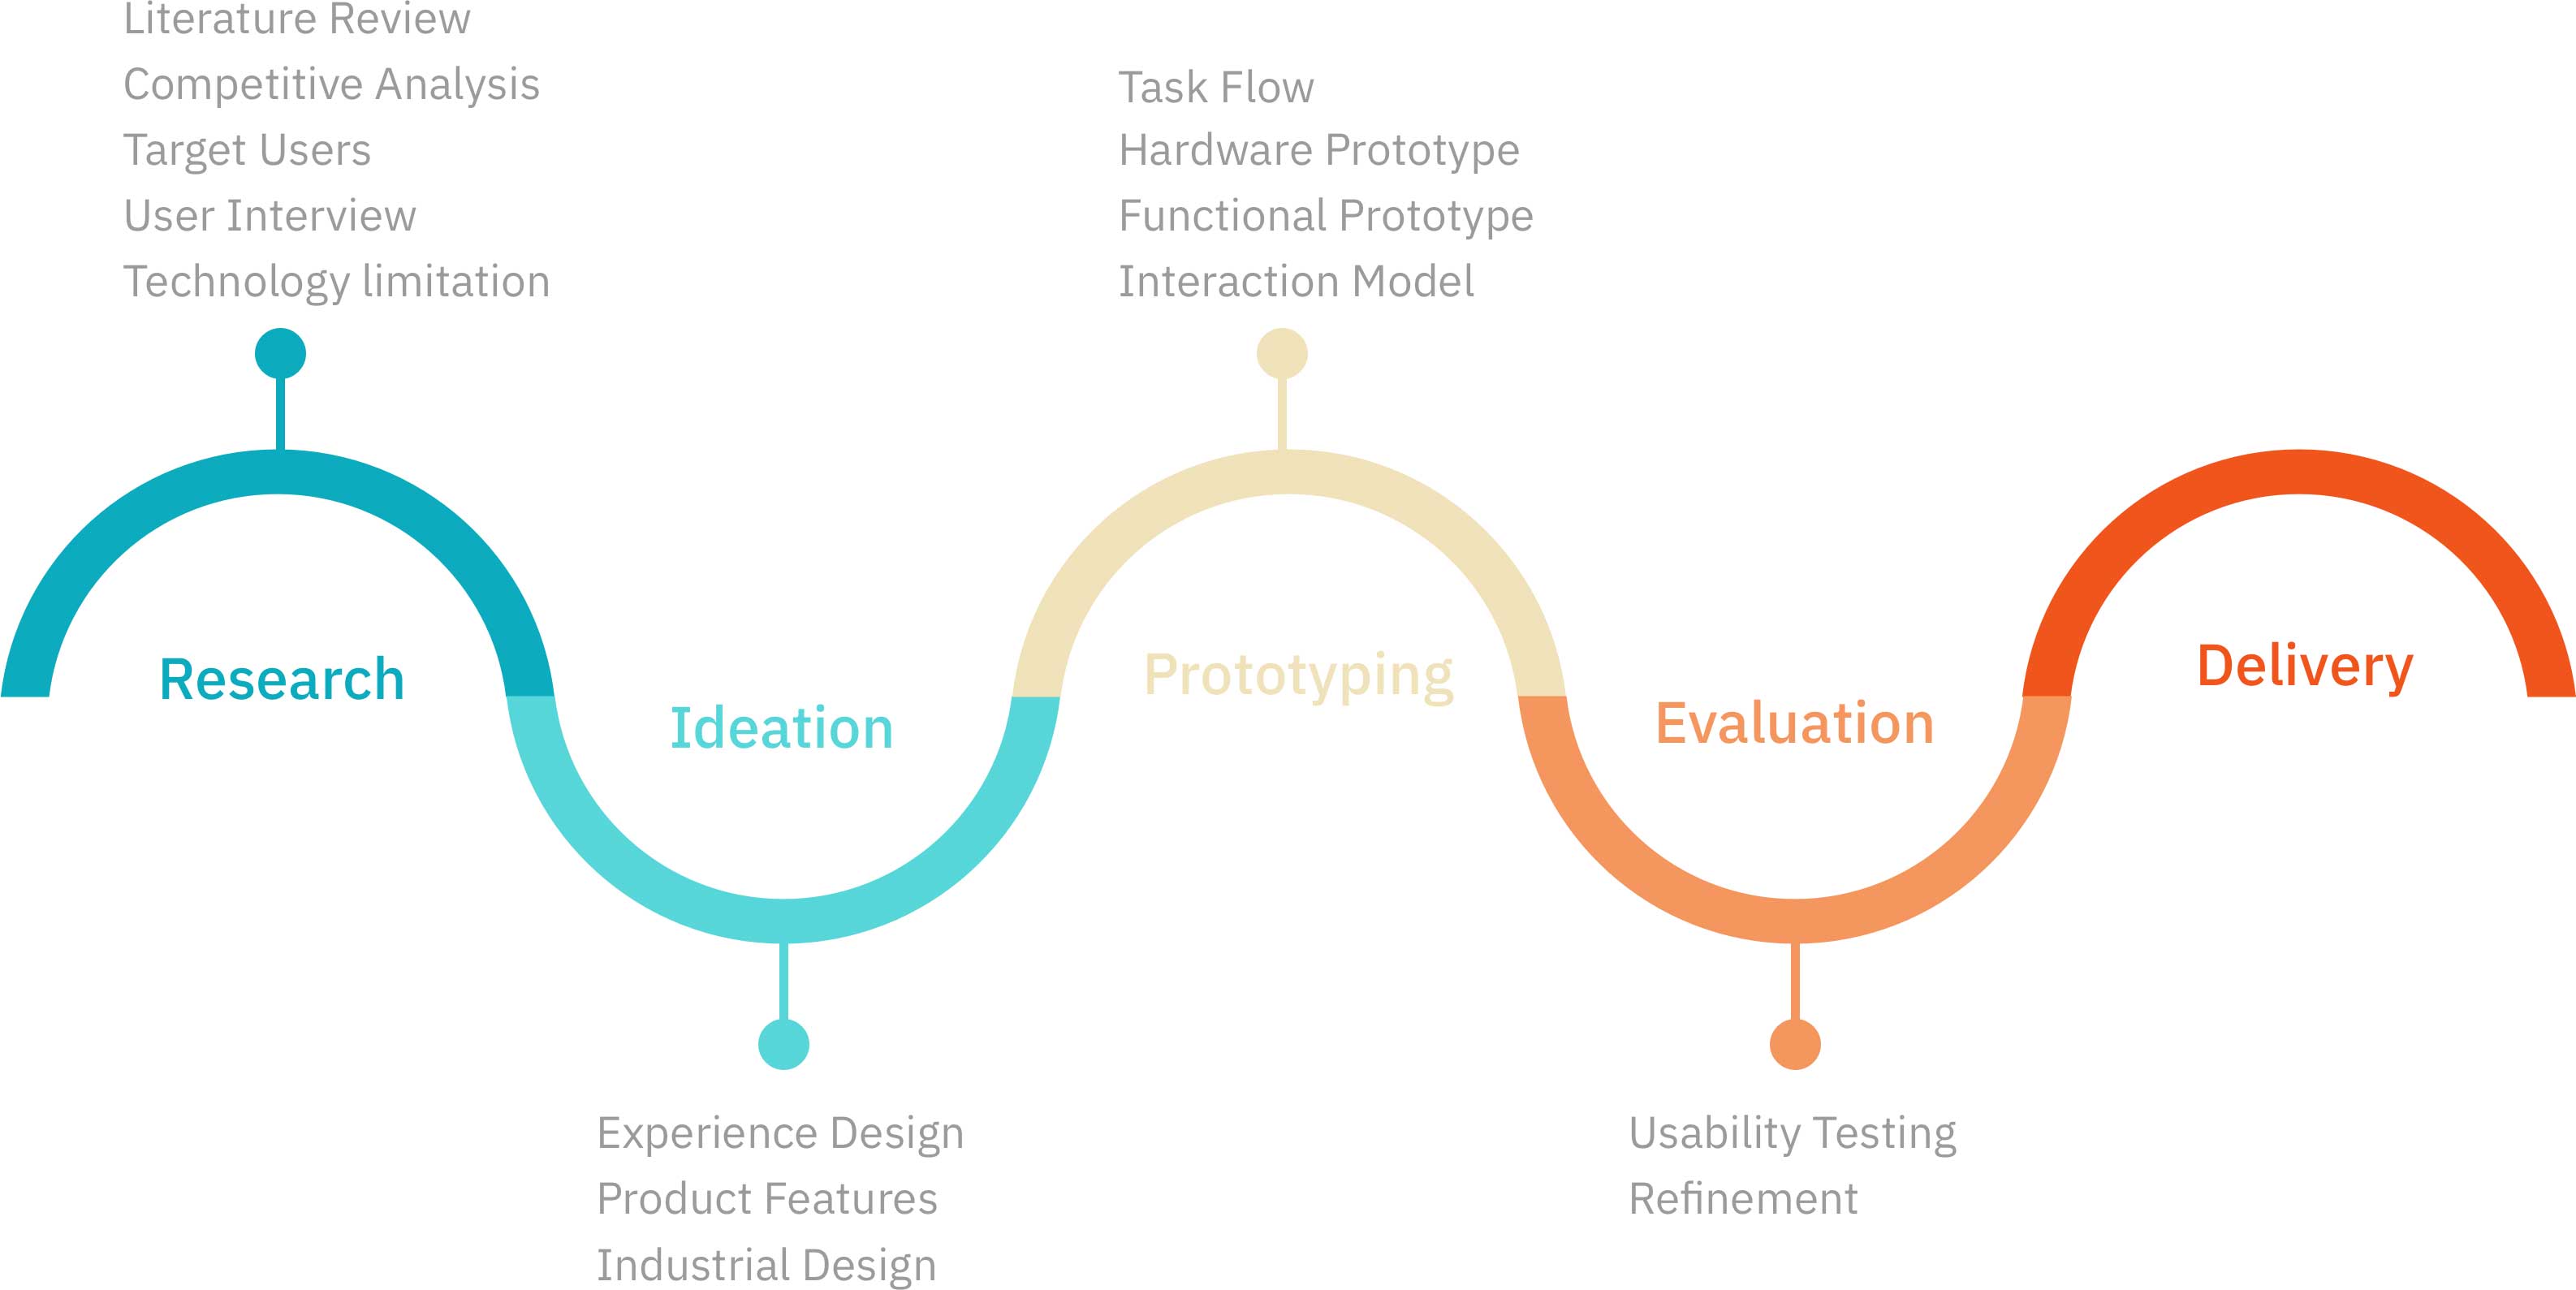 Literature Review
Competitive Analysis
Target Users
User Interview
Technology limitation
Research
Ideation
Experience Design
Product Features
Industrial Design
Task Flow
Hardware Prototype
Functional Prototype
Interaction Model
Prototyping
Evaluation
Usability Testing
Refinement
Delivery